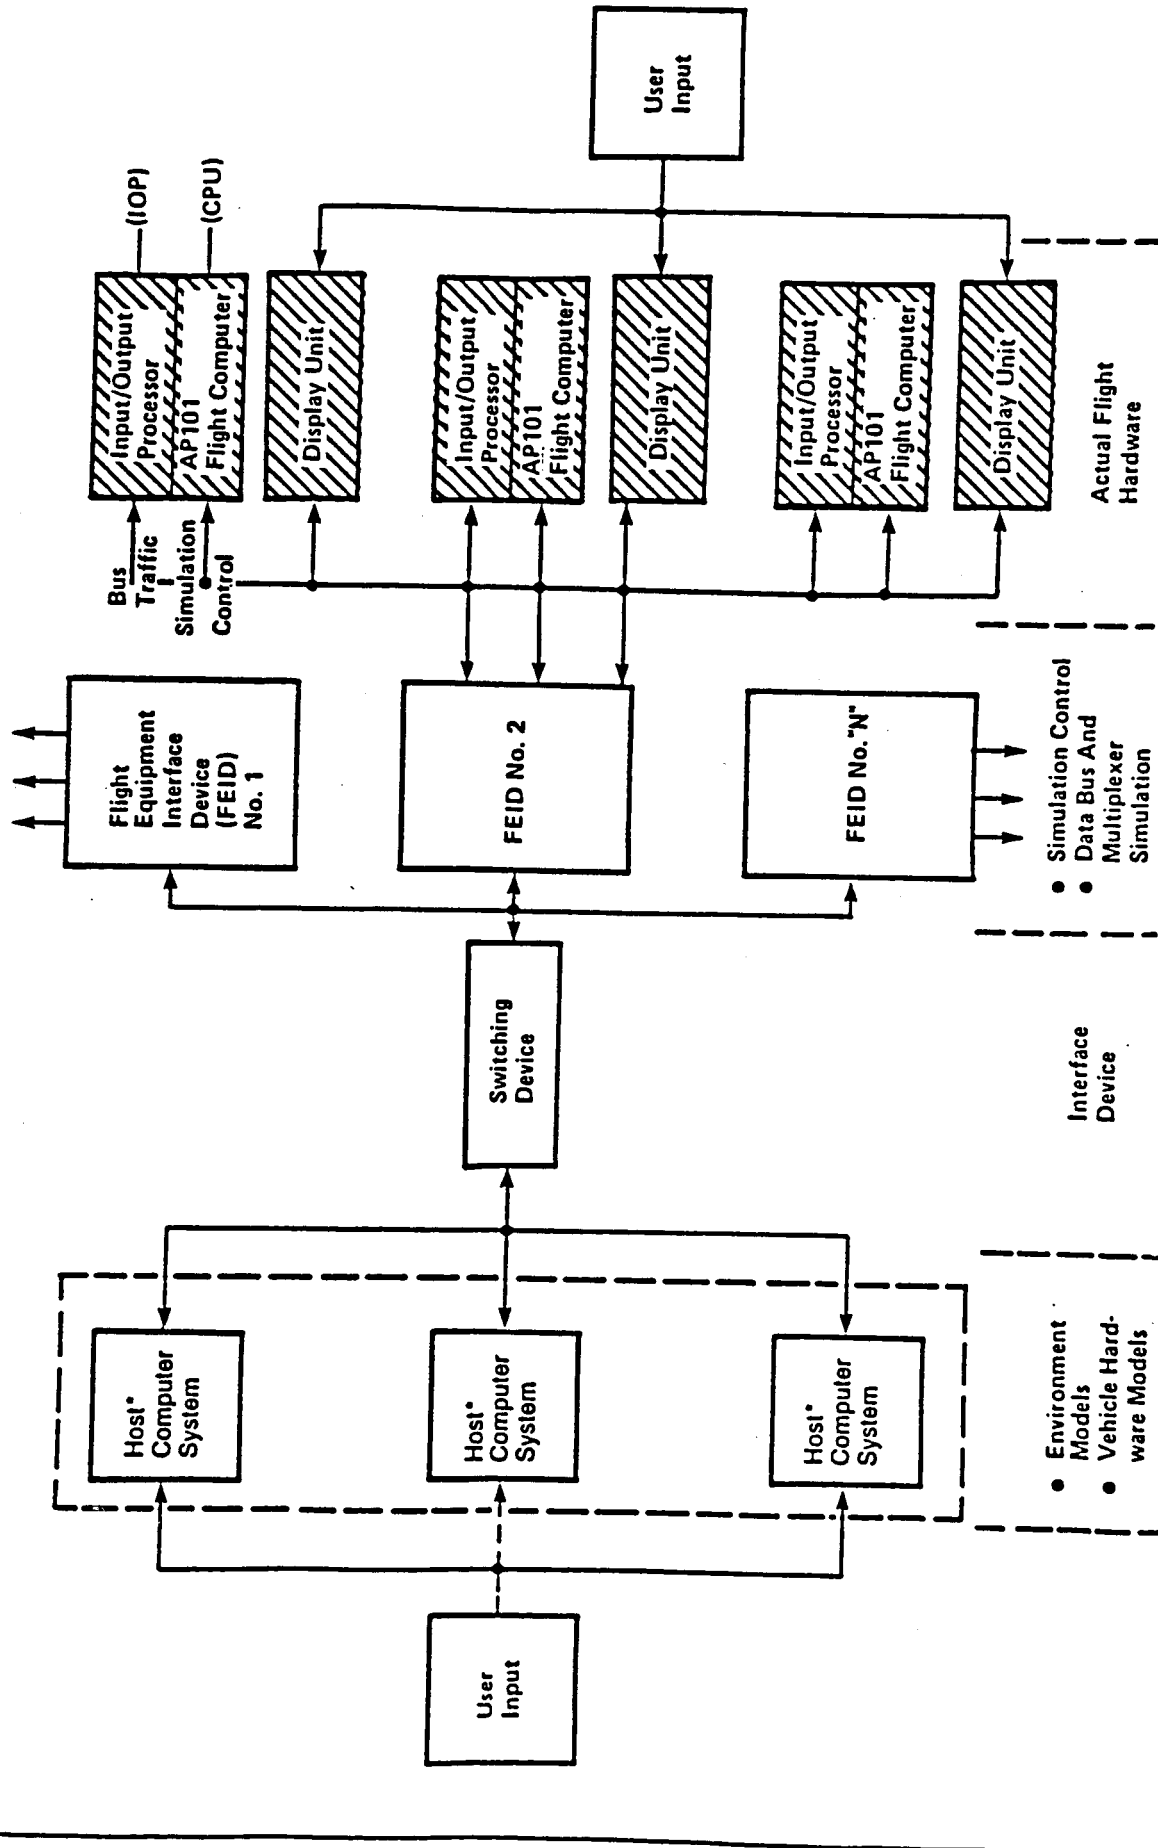 User
Input
Host*
Computer
System
Host*
Computer
System
Host*
Computer
System
Switching
Device
Flight
Equipment
Interface
Device
(FEID)
No. 1
FEID No. 2
FEID No. "N"
Bus
Traffic
Simulation
Control
Input/Output
Processor
AP101
Flight Computer
(IOP)
(CPU)
Display Unit
Input/Output
Processor
AP101
Flight Computer
Display Unit
Input/Output
Processor
AP101
Flight Computer
Display Unit
User
Input
● Environment
Models
● Vehicle Hard-
ware Models
Interface
Device
● Simulation Control
● Data Bus And
Multiplexer
Simulation
Actual Flight
Hardware